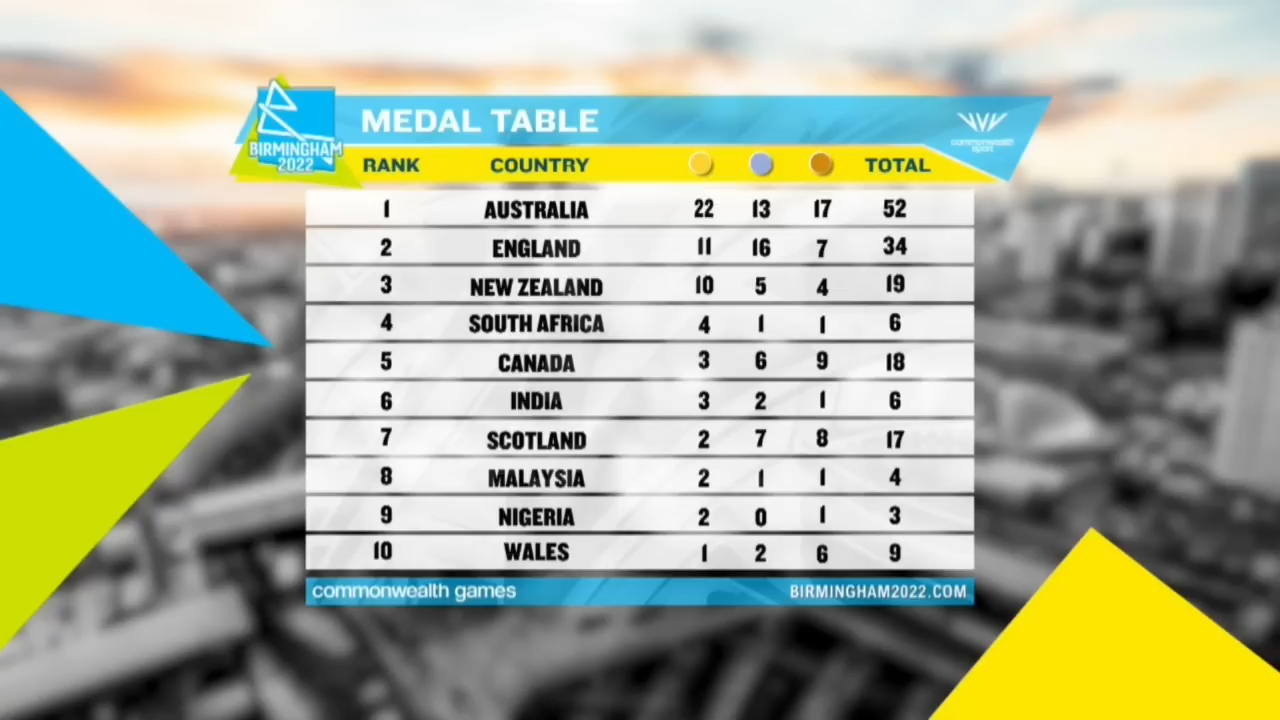 MEDAL TABLE
commonwealth sport
BIRMINGHAM
2022
RANK COUNTRY TOTAL
1 AUSTRALIA 22 13 17 52
2 ENGLAND 11 16 7 34
3 NEW ZEALAND 10 5 4 19
4 SOUTH AFRICA 4 1 1 6
5 CANADA 3 6 9 18
6 INDIA 3 2 1 6
7 SCOTLAND 2 7 8 17
8 MALAYSIA 2 1 1 4
9 NIGERIA 2 0 1 3
10 WALES 1 2 6 9
commonwealth games BIRMINGHAM2022.COM